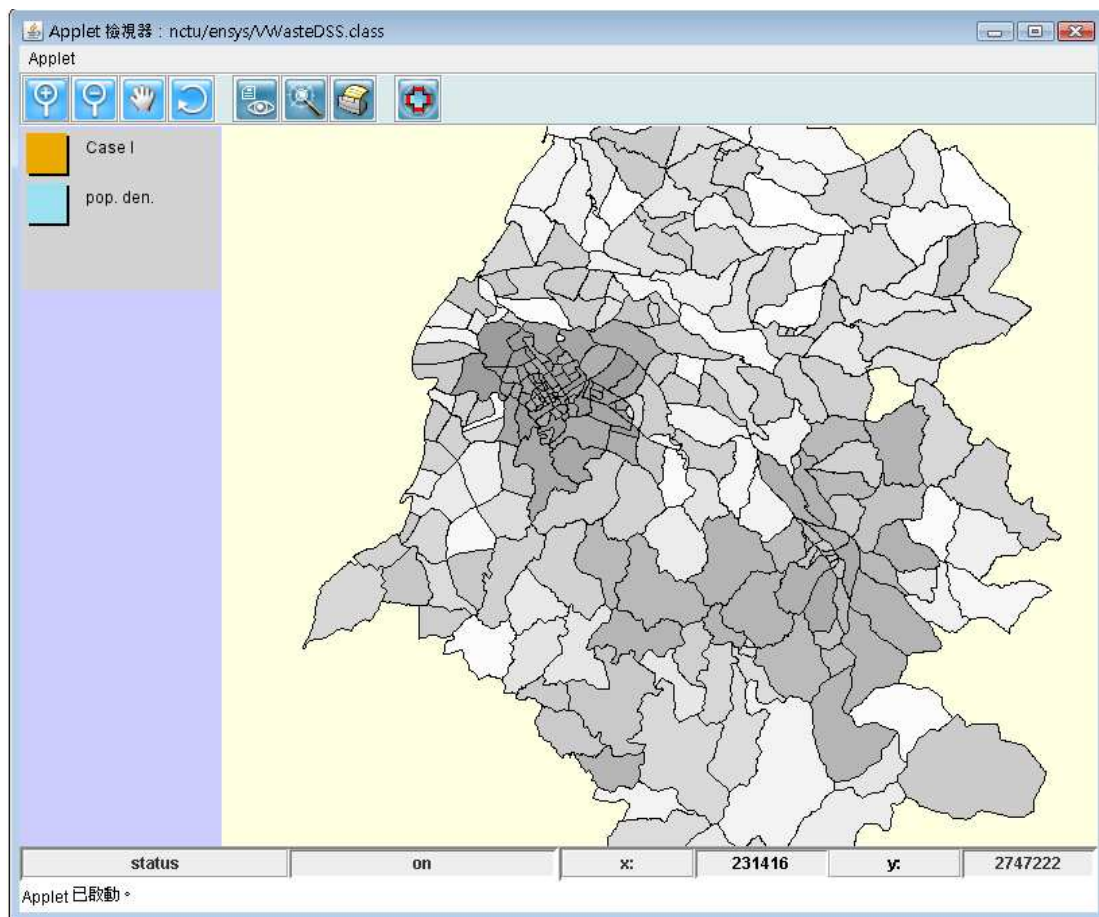 Applet 檢視器：nctu/ensys/WasteDSS.class
Applet
Case I
pop. den.
status on x: 231416 y: 2747222
Applet 已啟動。